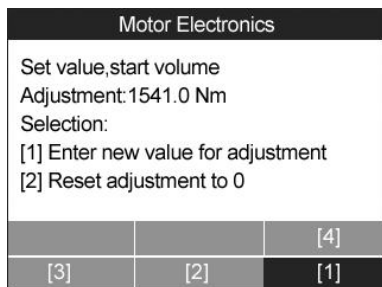 Motor Electronics
Set value,start volume
Adjustment:1541.0 Nm
Selection:
[1] Enter new value for adjustment
[2] Reset adjustment to 0
[4]
[3] [2] [1]